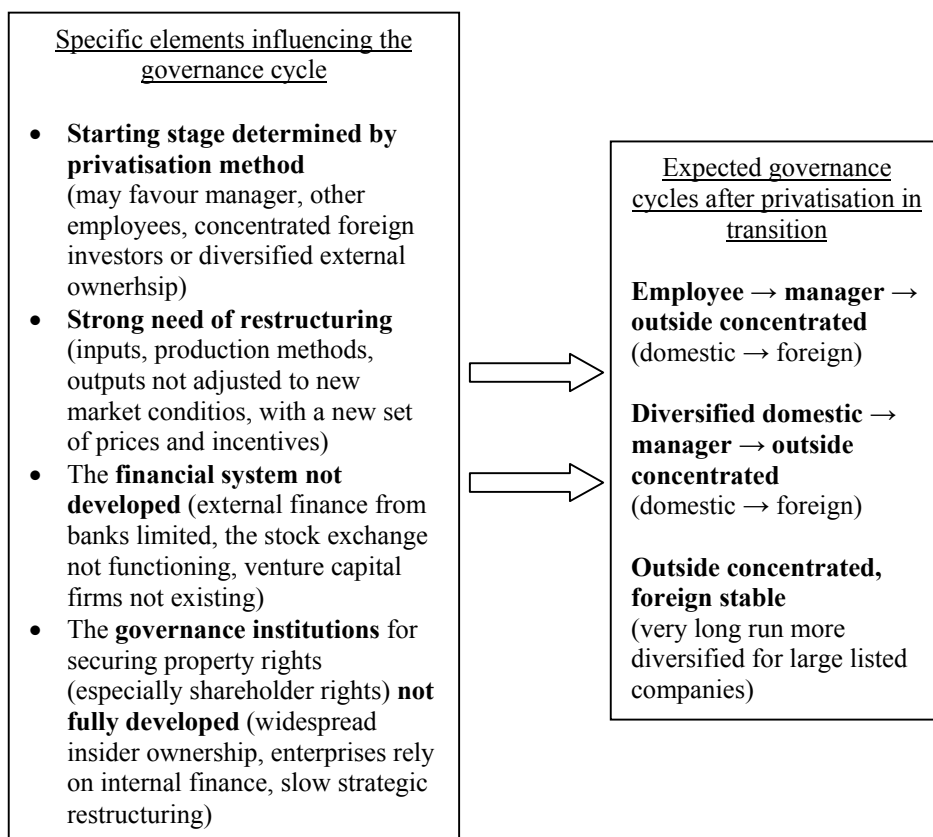 Specific elements influencing the
governance cycle
• Starting stage determined by
privatisation method
(may favour manager, other
employees, concentrated foreign
investors or diversified external
ownerhsip)
• Strong need of restructuring
(inputs, production methods,
outputs not adjusted to new
market conditios, with a new set
of prices and incentives)
• The financial system not
developed (external finance from
banks limited, the stock exchange
not functioning, venture capital
firms not existing)
• The governance institutions for
securing property rights
(especially shareholder rights) not
fully developed (widespread
insider ownership, enterprises rely
on internal finance, slow strategic
restructuring)
Expected governance
cycles after privatisation in
transition
Employee → manager →
outside concentrated
(domestic → foreign)
Diversified domestic →
manager → outside
concentrated
(domestic → foreign)
Outside concentrated,
foreign stable
(very long run more
diversified for large listed
companies)